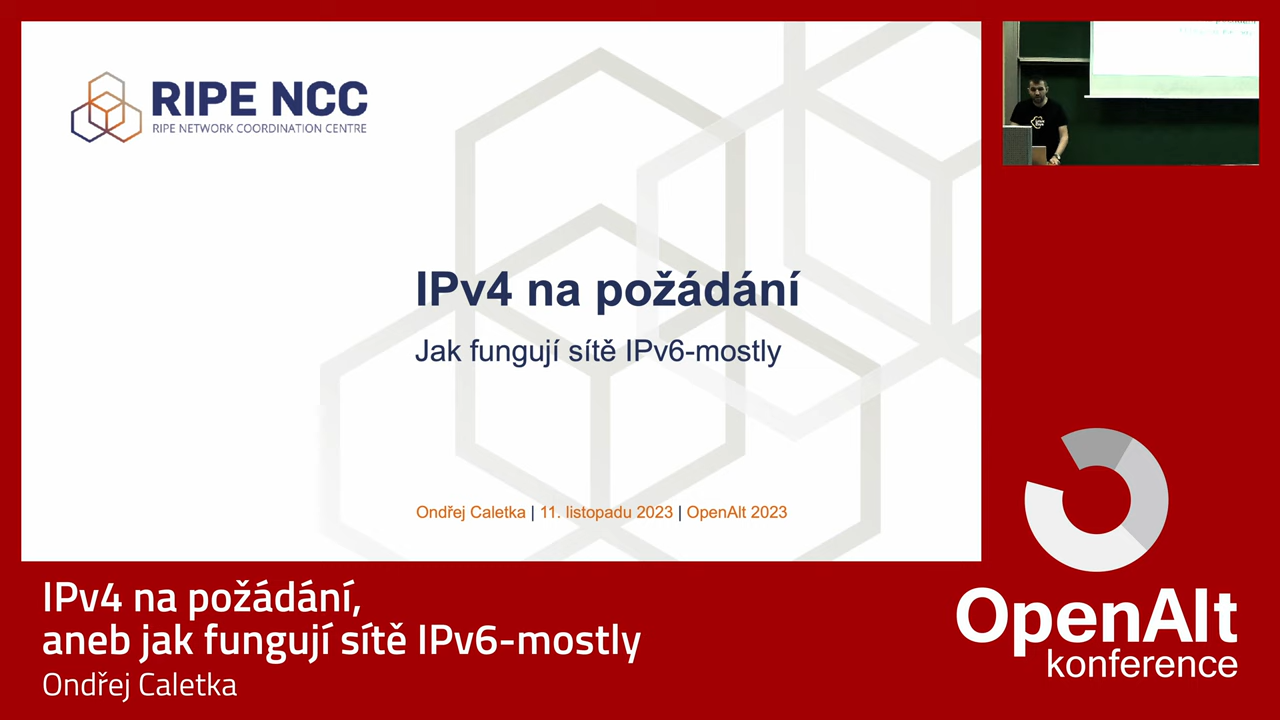 RIPE NCC
RIPE NETWORK COORDINATION CENTRE
IPv4 na požádání
Jak fungují sítě IPv6-mostly
Ondřej Caletka | 11. listopadu 2023 | OpenAlt 2023
IPv4 na požádání,
aneb jak fungují sítě IPv6-mostly
Ondřej Caletka
OpenAlt
konference